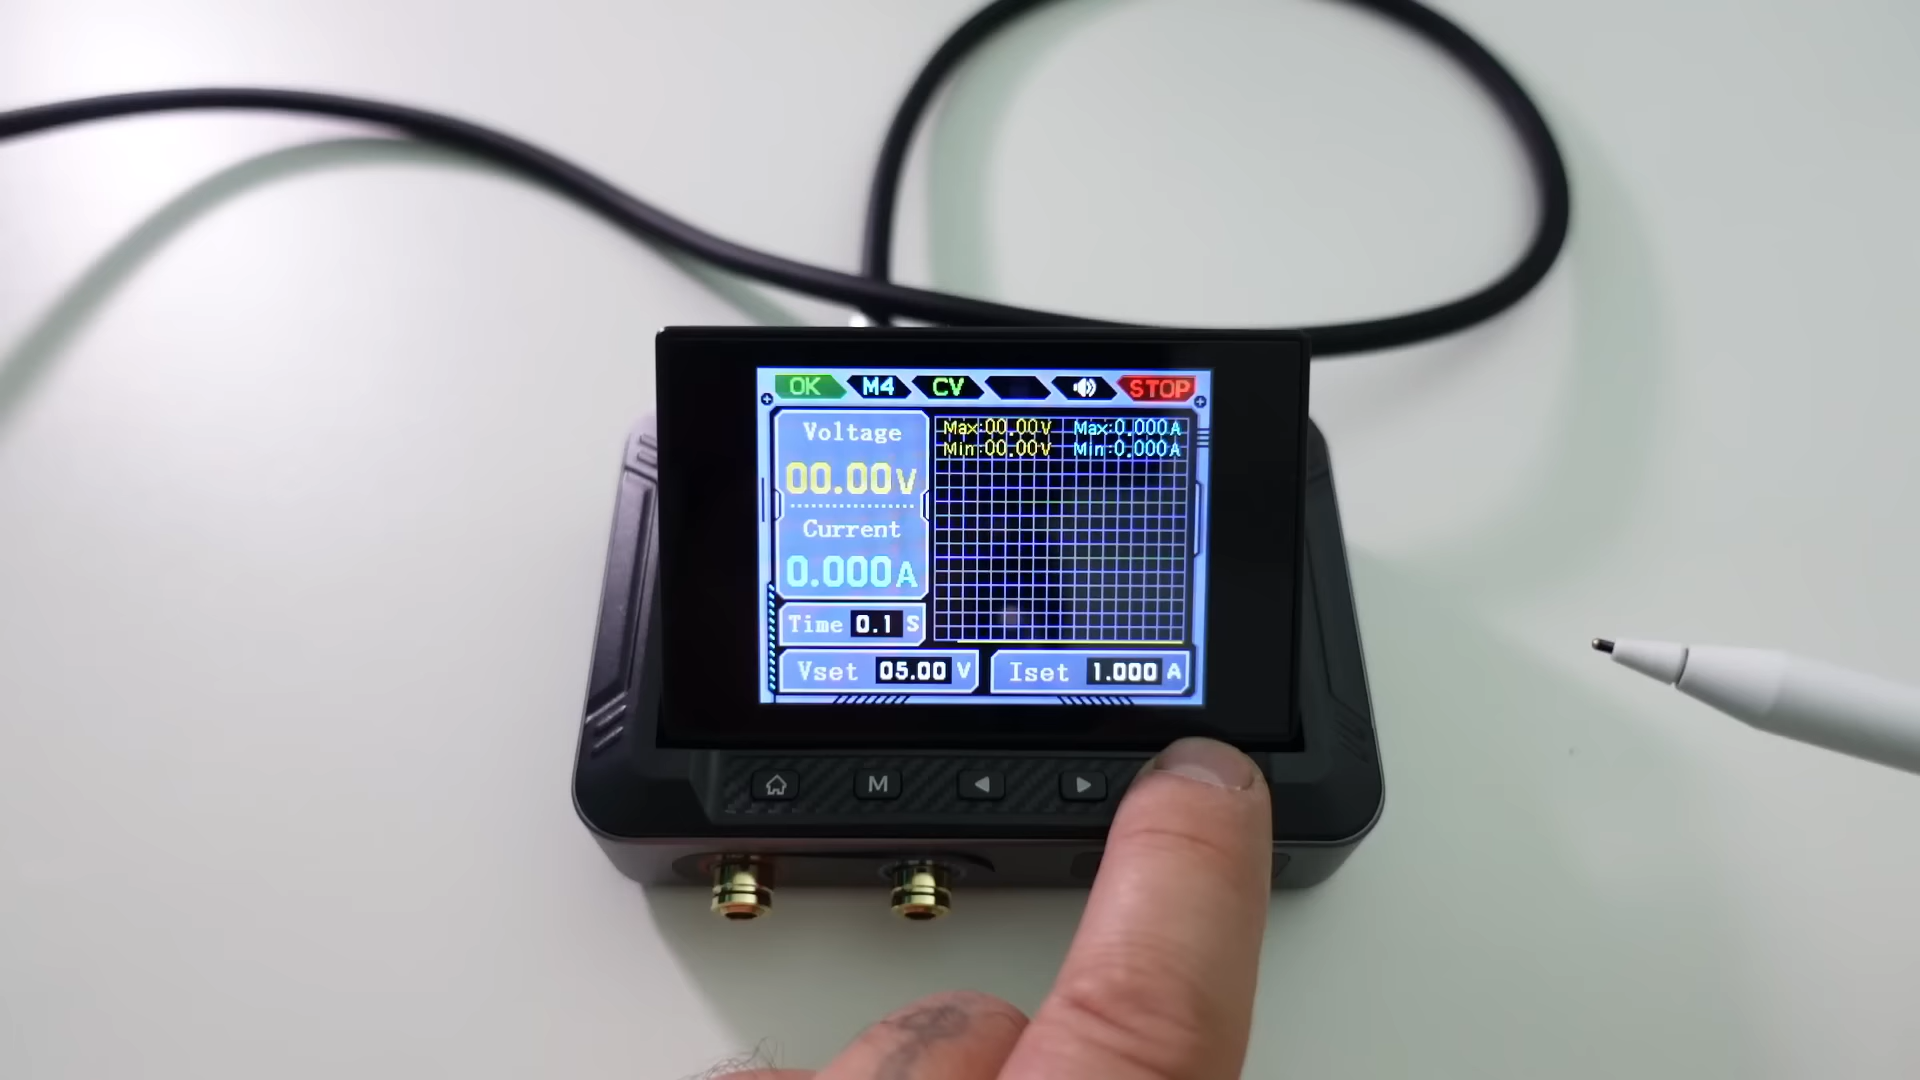 OK M4 CV STOP
Voltage
00.00V
Current
0.000A
Time 0.1 S
Max:00.00V Max:0.000A
Min:00.00V Min:0.000A
Vset 05.00 V Iset 1.000 A
M